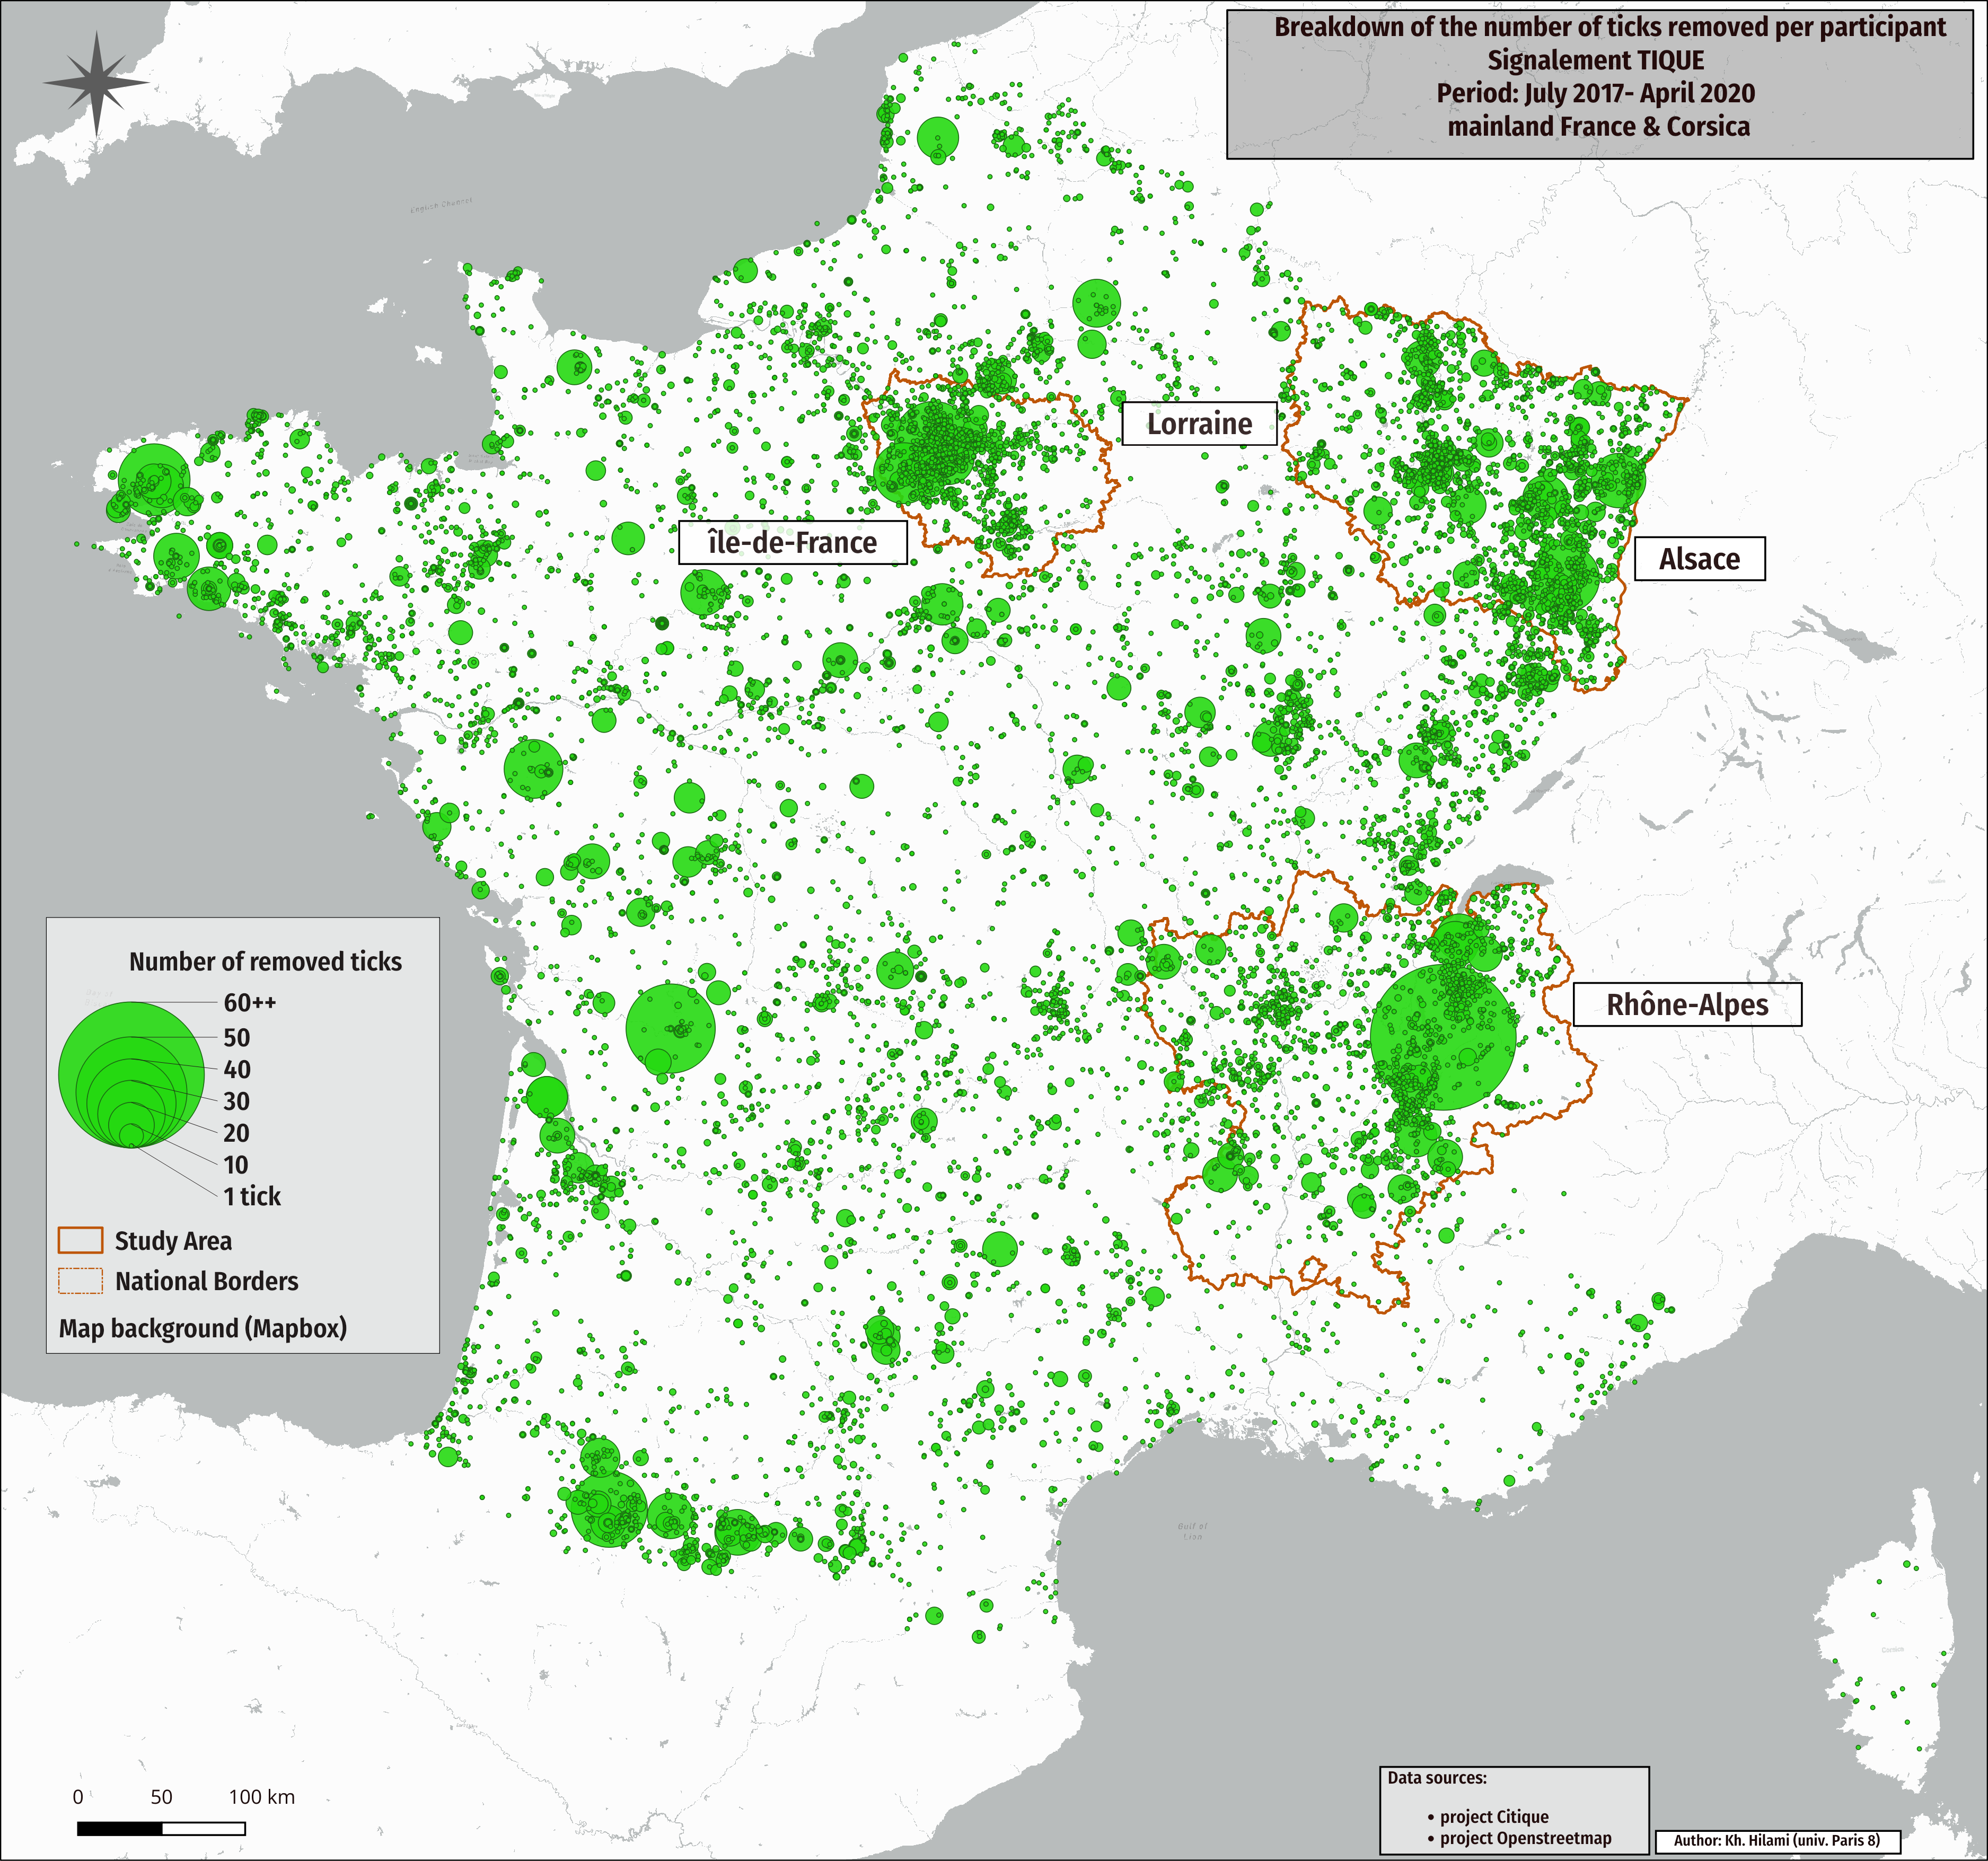 Breakdown of the number of ticks removed per participant
Signalement TIQUE
Period: July 2017- April 2020
mainland France & Corsica
English Channel
Lorraine
île-de-France
Alsace
Rhône-Alpes
Number of removed ticks
60++
50
40
30
20
10
1 tick
Study Area
National Borders
Map background (Mapbox)
Gulf of
Lion
0 50 100 km
Data sources:
• project Citique
• project Openstreetmap
Author: Kh. Hilami (univ. Paris 8)